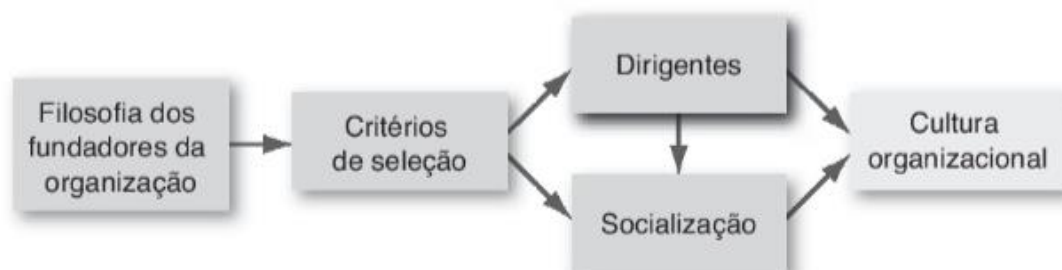 Filosofia dos
fundadores da
organização
Critérios
de seleção
Dirigentes
Socialização
Cultura
organizacional